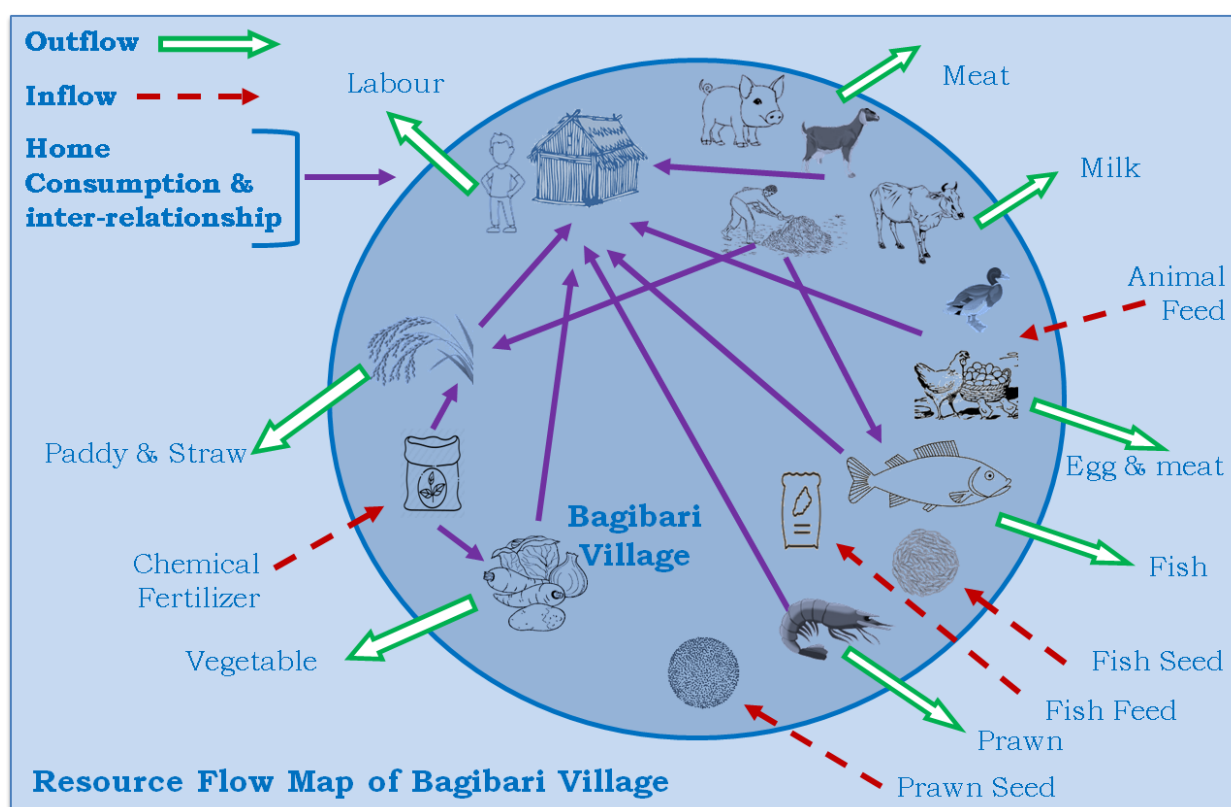 Outflow
Inflow
Home
Consumption &
inter-relationship
Labour
Meat
Milk
Animal
Feed
Paddy & Straw
Egg & meat
Bagibari
Village
Chemical
Fertilizer
Fish
Vegetable
Fish Seed
Fish Feed
Prawn
Prawn Seed
Resource Flow Map of Bagibari Village